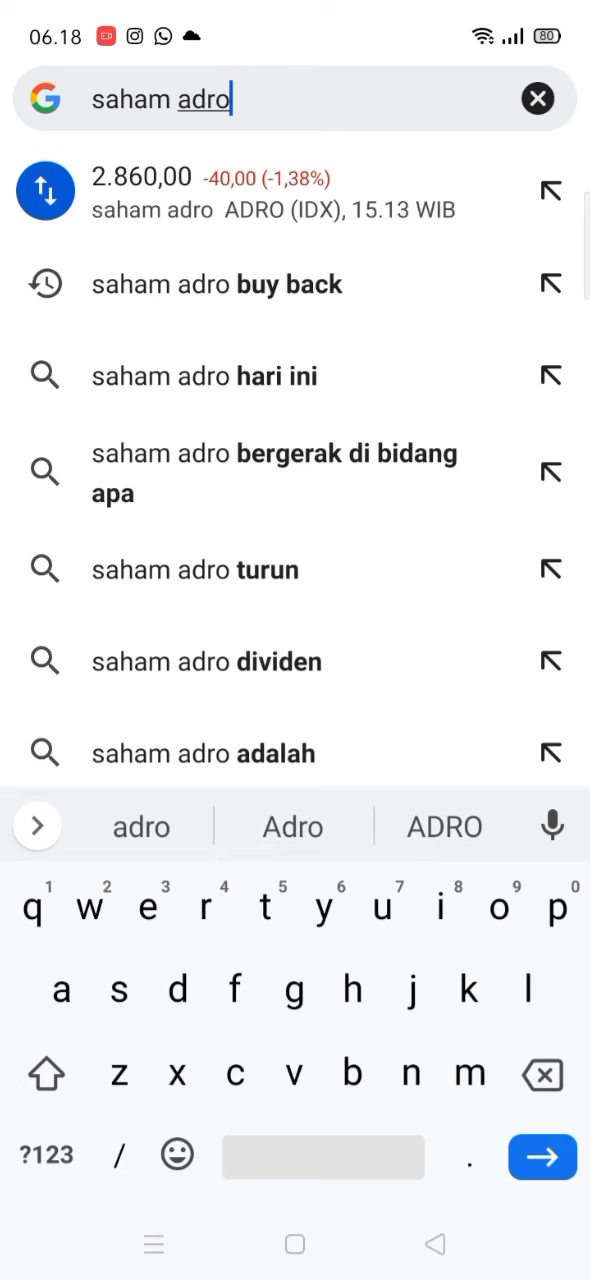 06.18
80
saham adro
2.860,00 -40,00 (-1,38%)
saham adro ADRO (IDX), 15.13 WIB
saham adro buy back
saham adro hari ini
saham adro bergerak di bidang
apa
saham adro turun
saham adro dividen
saham adro adalah
adro Adro ADRO
1 2 3 4 5 6 7 8 9 0
q w e r t y u i o p
a s d f g h j k l
z x c v b n m
?123 / .